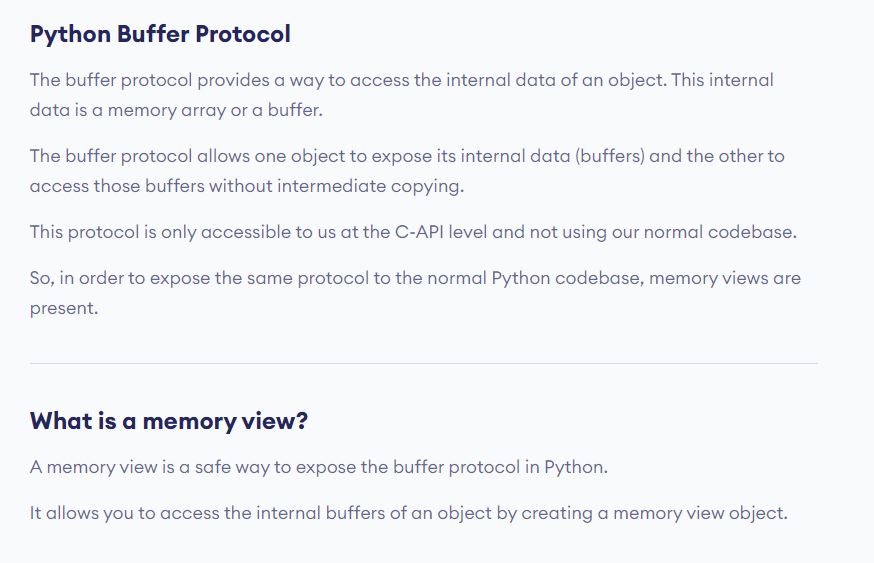 Python Buffer Protocol
The buffer protocol provides a way to access the internal data of an object. This internal
data is a memory array or a buffer.
The buffer protocol allows one object to expose its internal data (buffers) and the other to
access those buffers without intermediate copying.
This protocol is only accessible to us at the C-API level and not using our normal codebase.
So, in order to expose the same protocol to the normal Python codebase, memory views are
present.
What is a memory view?
A memory view is a safe way to expose the buffer protocol in Python.
It allows you to access the internal buffers of an object by creating a memory view object.